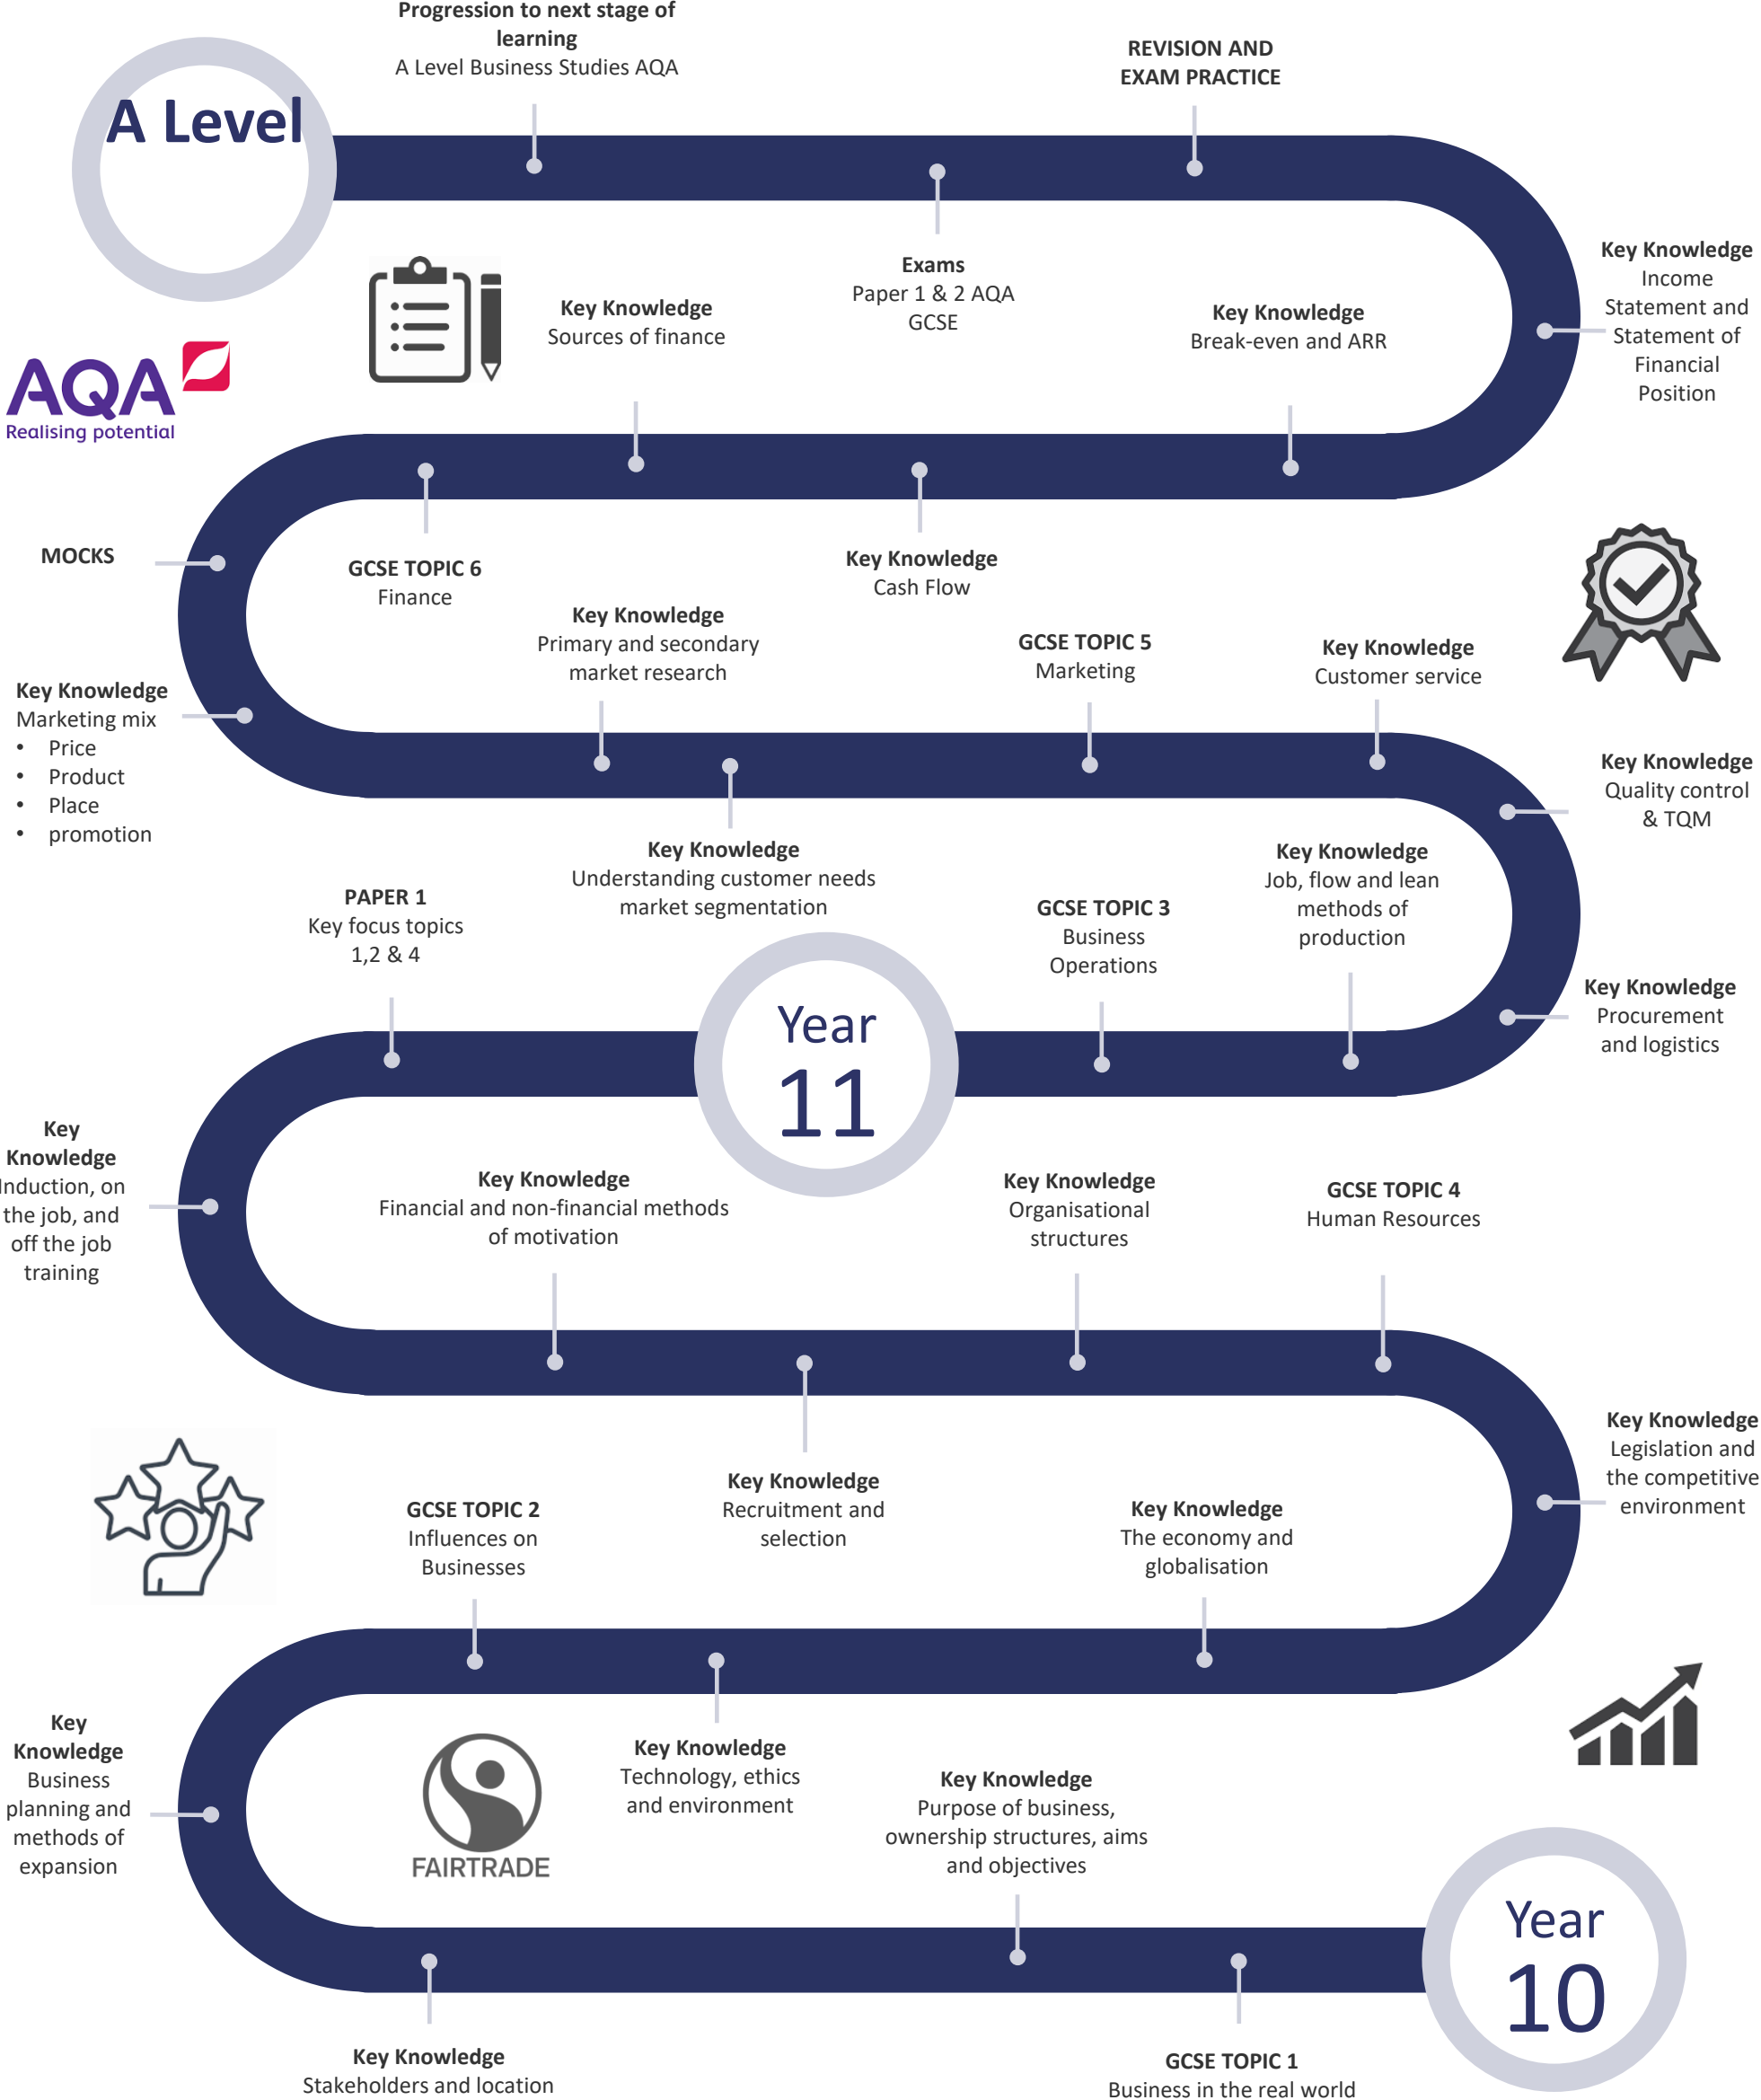 Progression to next stage of
learning
A Level Business Studies AQA
REVISION AND
EXAM PRACTICE
A Level
Key Knowledge
Income
Statement and
Statement of
Financial
Position
Exams
Paper 1 & 2 AQA
GCSE
Key Knowledge
Sources of finance
Key Knowledge
Break-even and ARR
AQA
Realising potential
MOCKS
GCSE TOPIC 6
Finance
Key Knowledge
Cash Flow
Key Knowledge
Primary and secondary
market research
GCSE TOPIC 5
Marketing
Key Knowledge
Customer service
Key Knowledge
Marketing mix
• Price
• Product
• Place
• promotion
Key Knowledge
Quality control
& TQM
Key Knowledge
Understanding customer needs
market segmentation
Key Knowledge
Job, flow and lean
methods of
production
PAPER 1
Key focus topics
1,2 & 4
GCSE TOPIC 3
Business
Operations
Key Knowledge
Procurement
and logistics
Year
11
Key
Knowledge
Induction, on
the job, and
off the job
training
Key Knowledge
Financial and non-financial methods
of motivation
Key Knowledge
Organisational
structures
GCSE TOPIC 4
Human Resources
Key Knowledge
Legislation and
the competitive
environment
Key Knowledge
Recruitment and
selection
GCSE TOPIC 2
Influences on
Businesses
Key Knowledge
The economy and
globalisation
Key
Knowledge
Business
planning and
methods of
expansion
FAIRTRADE
Key Knowledge
Technology, ethics
and environment
Key Knowledge
Purpose of business,
ownership structures, aims
and objectives
Year
10
Key Knowledge
Stakeholders and location
GCSE TOPIC 1
Business in the real world